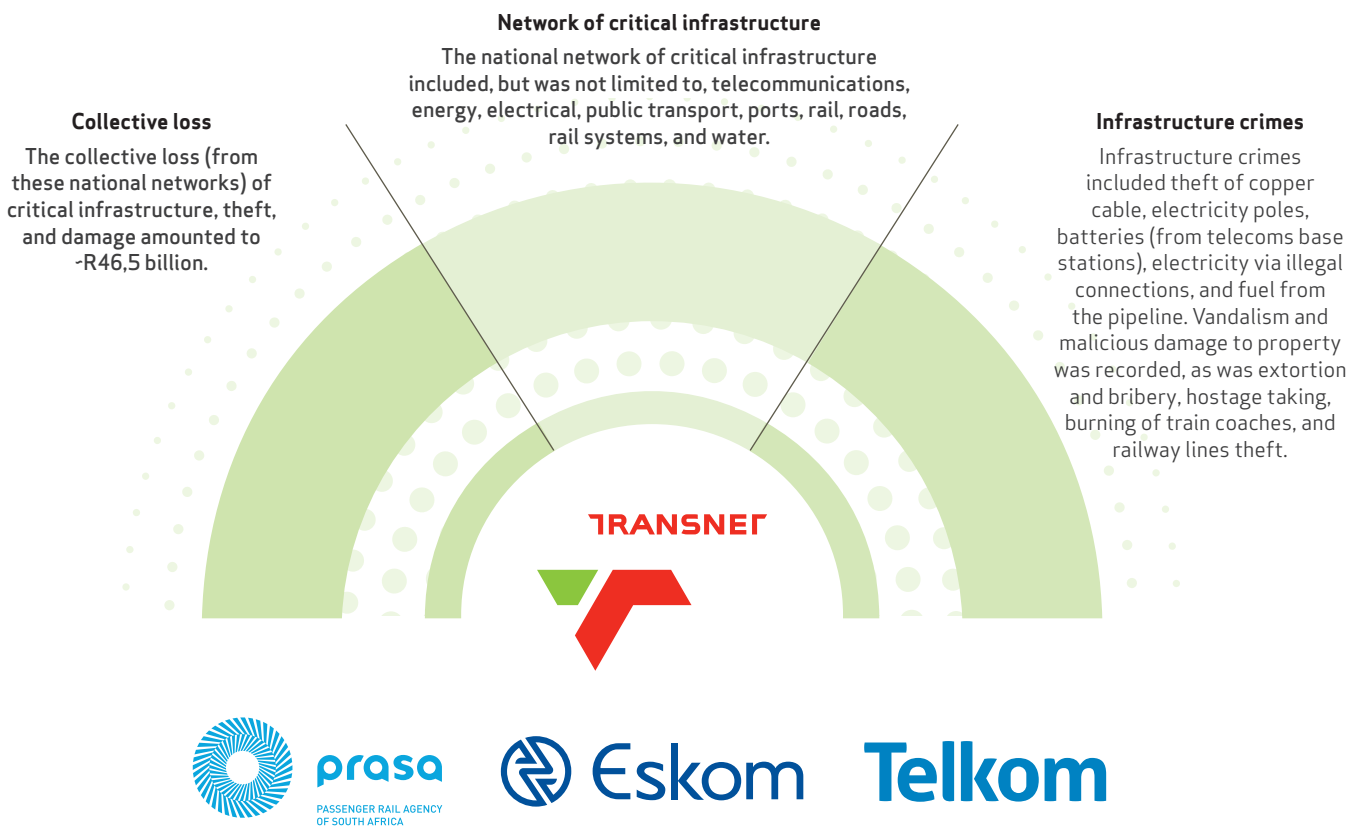 Network of critical infrastructure
The national network of critical infrastructure
included, but was not limited to, telecommunications,
energy, electrical, public transport, ports, rail, roads,
rail systems, and water.
Collective loss
The collective loss (from
these national networks) of
critical infrastructure, theft,
and damage amounted to
~R46,5 billion.
Infrastructure crimes
Infrastructure crimes
included theft of copper
cable, electricity poles,
batteries (from telecoms base
stations), electricity via illegal
connections, and fuel from
the pipeline. Vandalism and
malicious damage to property
was recorded, as was extortion
and bribery, hostage taking,
burning of train coaches, and
railway lines theft.
TRANSNET
prasa
PASSENGER RAIL AGENCY
OF SOUTH AFRICA
Eskom
Telkom